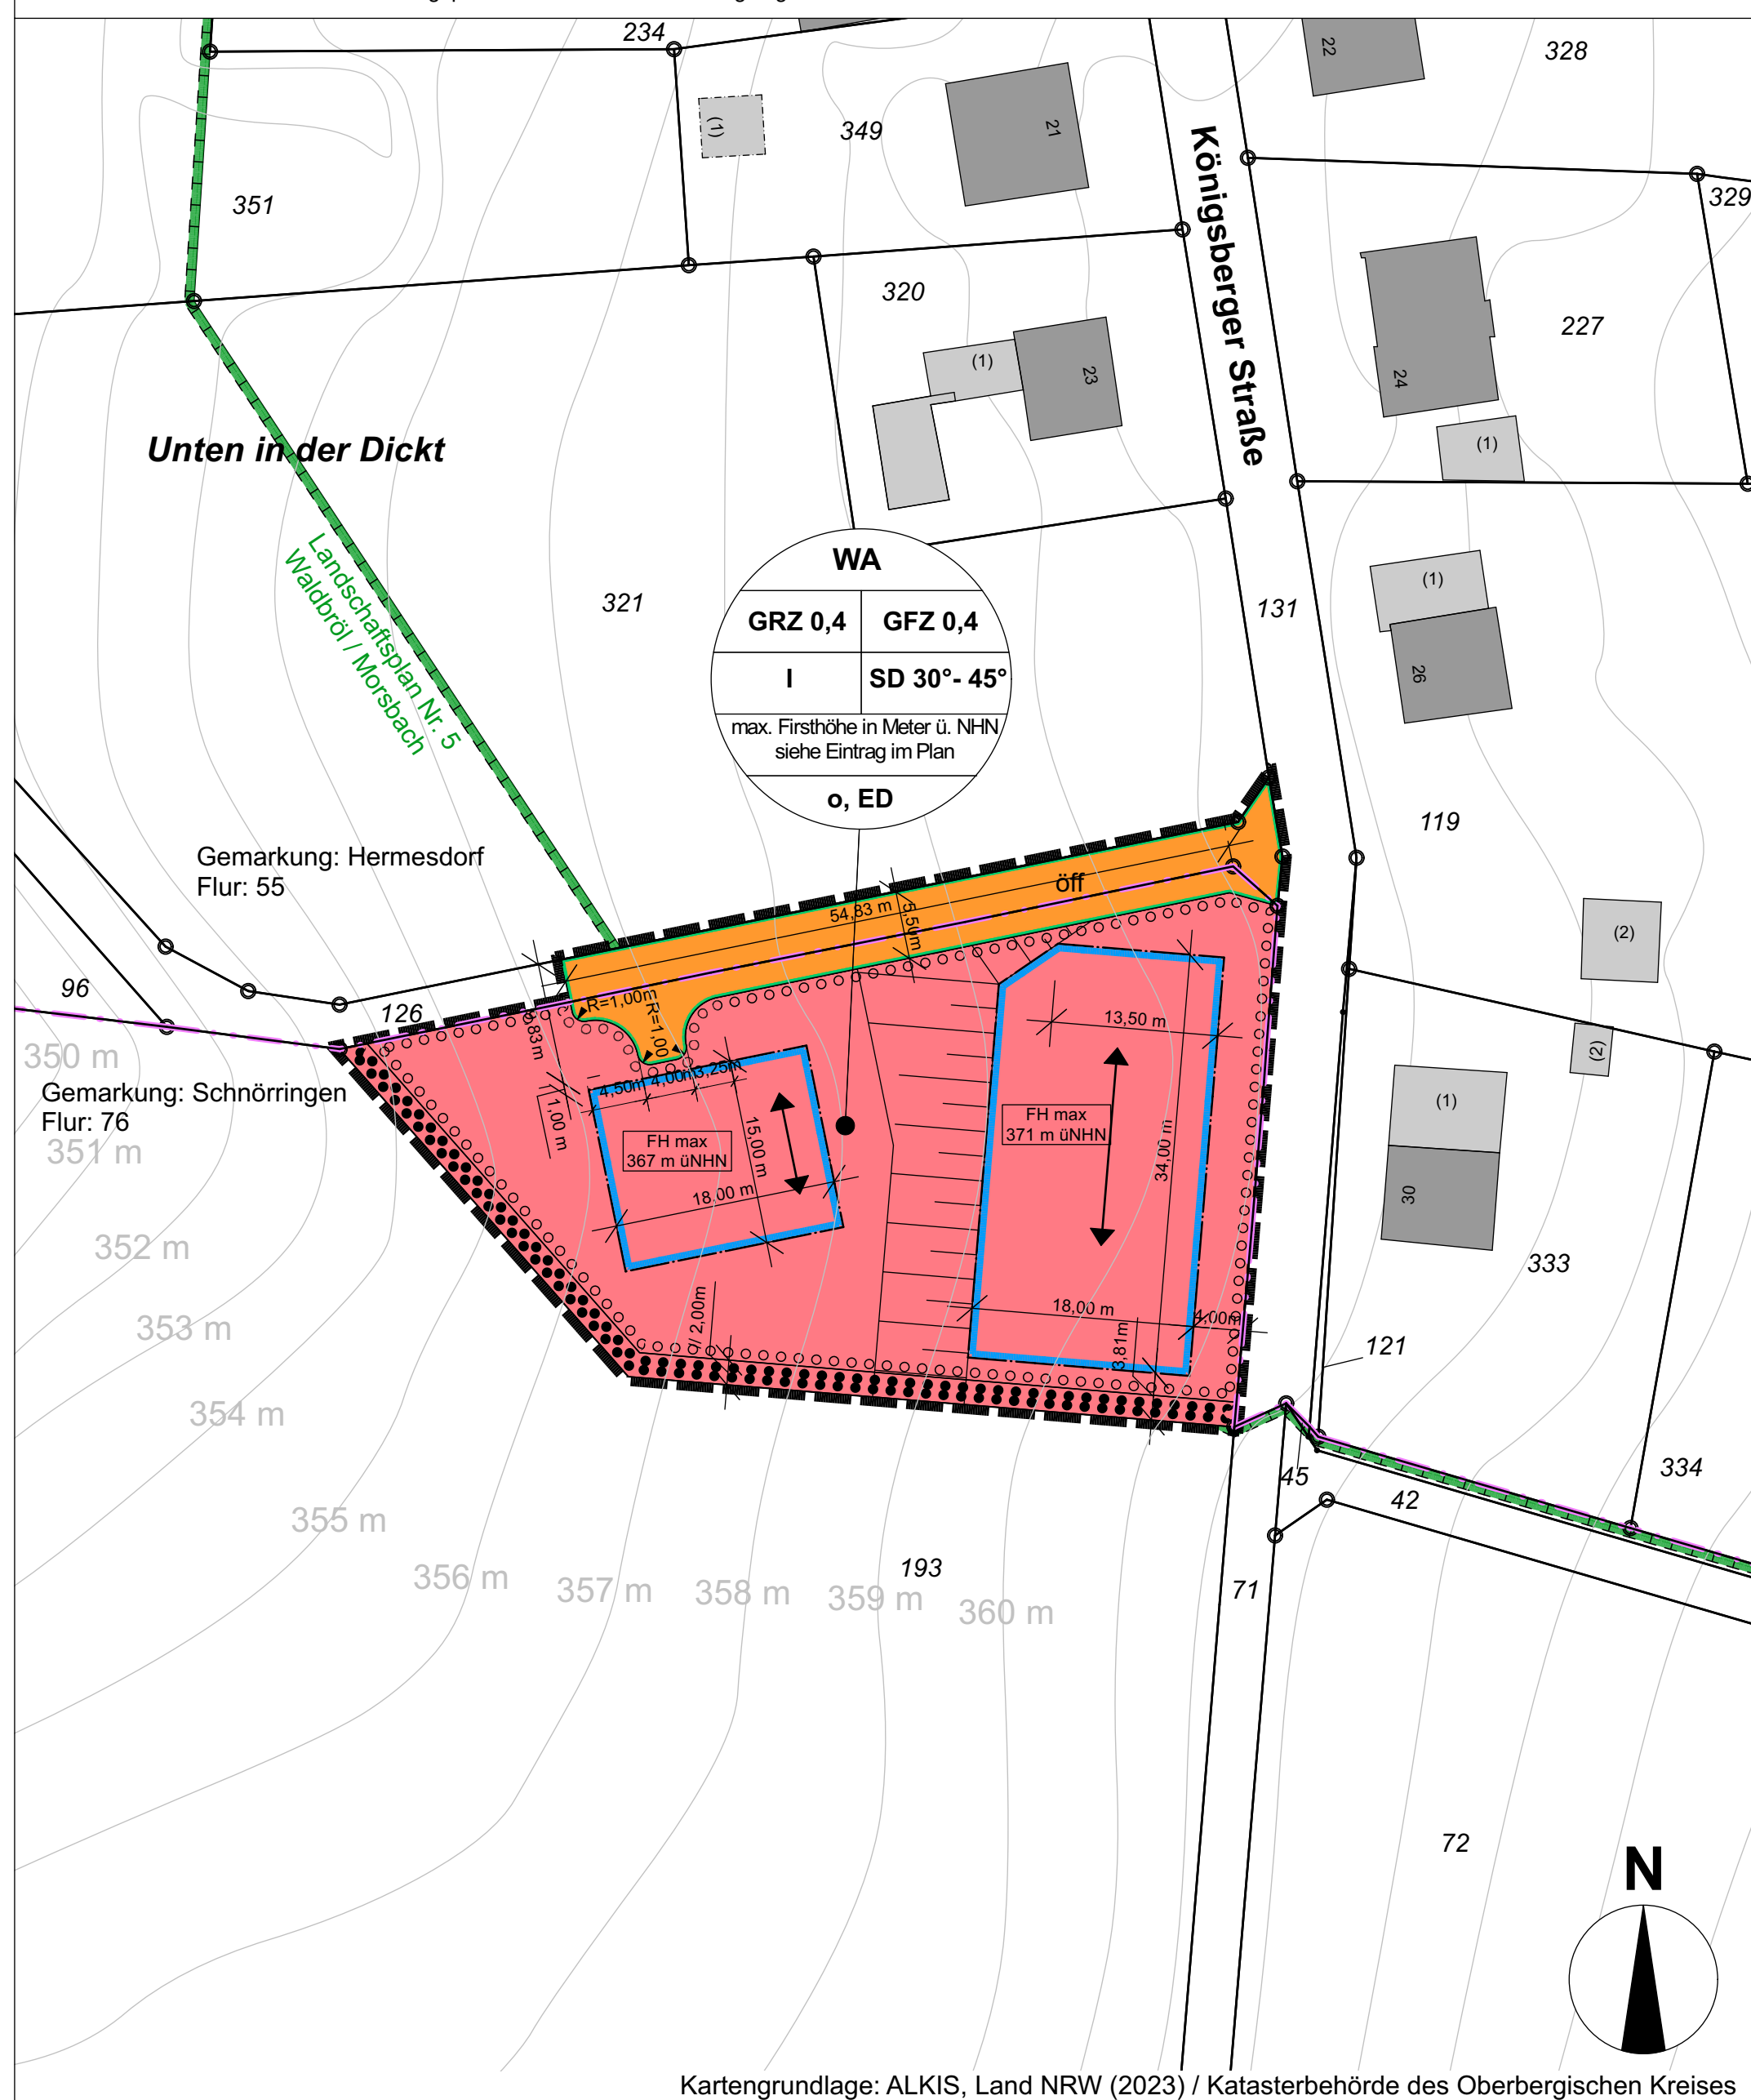 234
349
(1)
21
22
328
351
329
Königsberger Straße
320
227
(1)
23
24
(1)
Unten in der Dickt
Landschaftsplan Nr. 5
Waldbröl / Morsbach
321
WA
GRZ 0,4 GFZ 0,4
I SD 30°- 45°
max. Firsthöhe in Meter ü. NHN
siehe Eintrag im Plan
o, ED
131
(1)
26
119
Gemarkung: Hermesdorf
Flur: 55
öff
54,83 m
5,50m
(2)
96
126
R=1,00m
R=1,00
13,50 m
350 m
Gemarkung: Schnörringen
Flur: 76
351 m
4,50m
4,00m
3,25m
1,00 m
FH max
367 m üNHN
15,00 m
18,00 m
FH max
371 m üNHN
34,00 m
(2)
(1)
30
352 m
333
353 m
// 2,00m
18,00 m
4,00m
3,81m
121
354 m
355 m
45
42
334
356 m
357 m
358 m
359 m
193
360 m
71
72
N
Kartengrundlage: ALKIS, Land NRW (2023) / Katasterbehörde des Oberbergischen Kreises